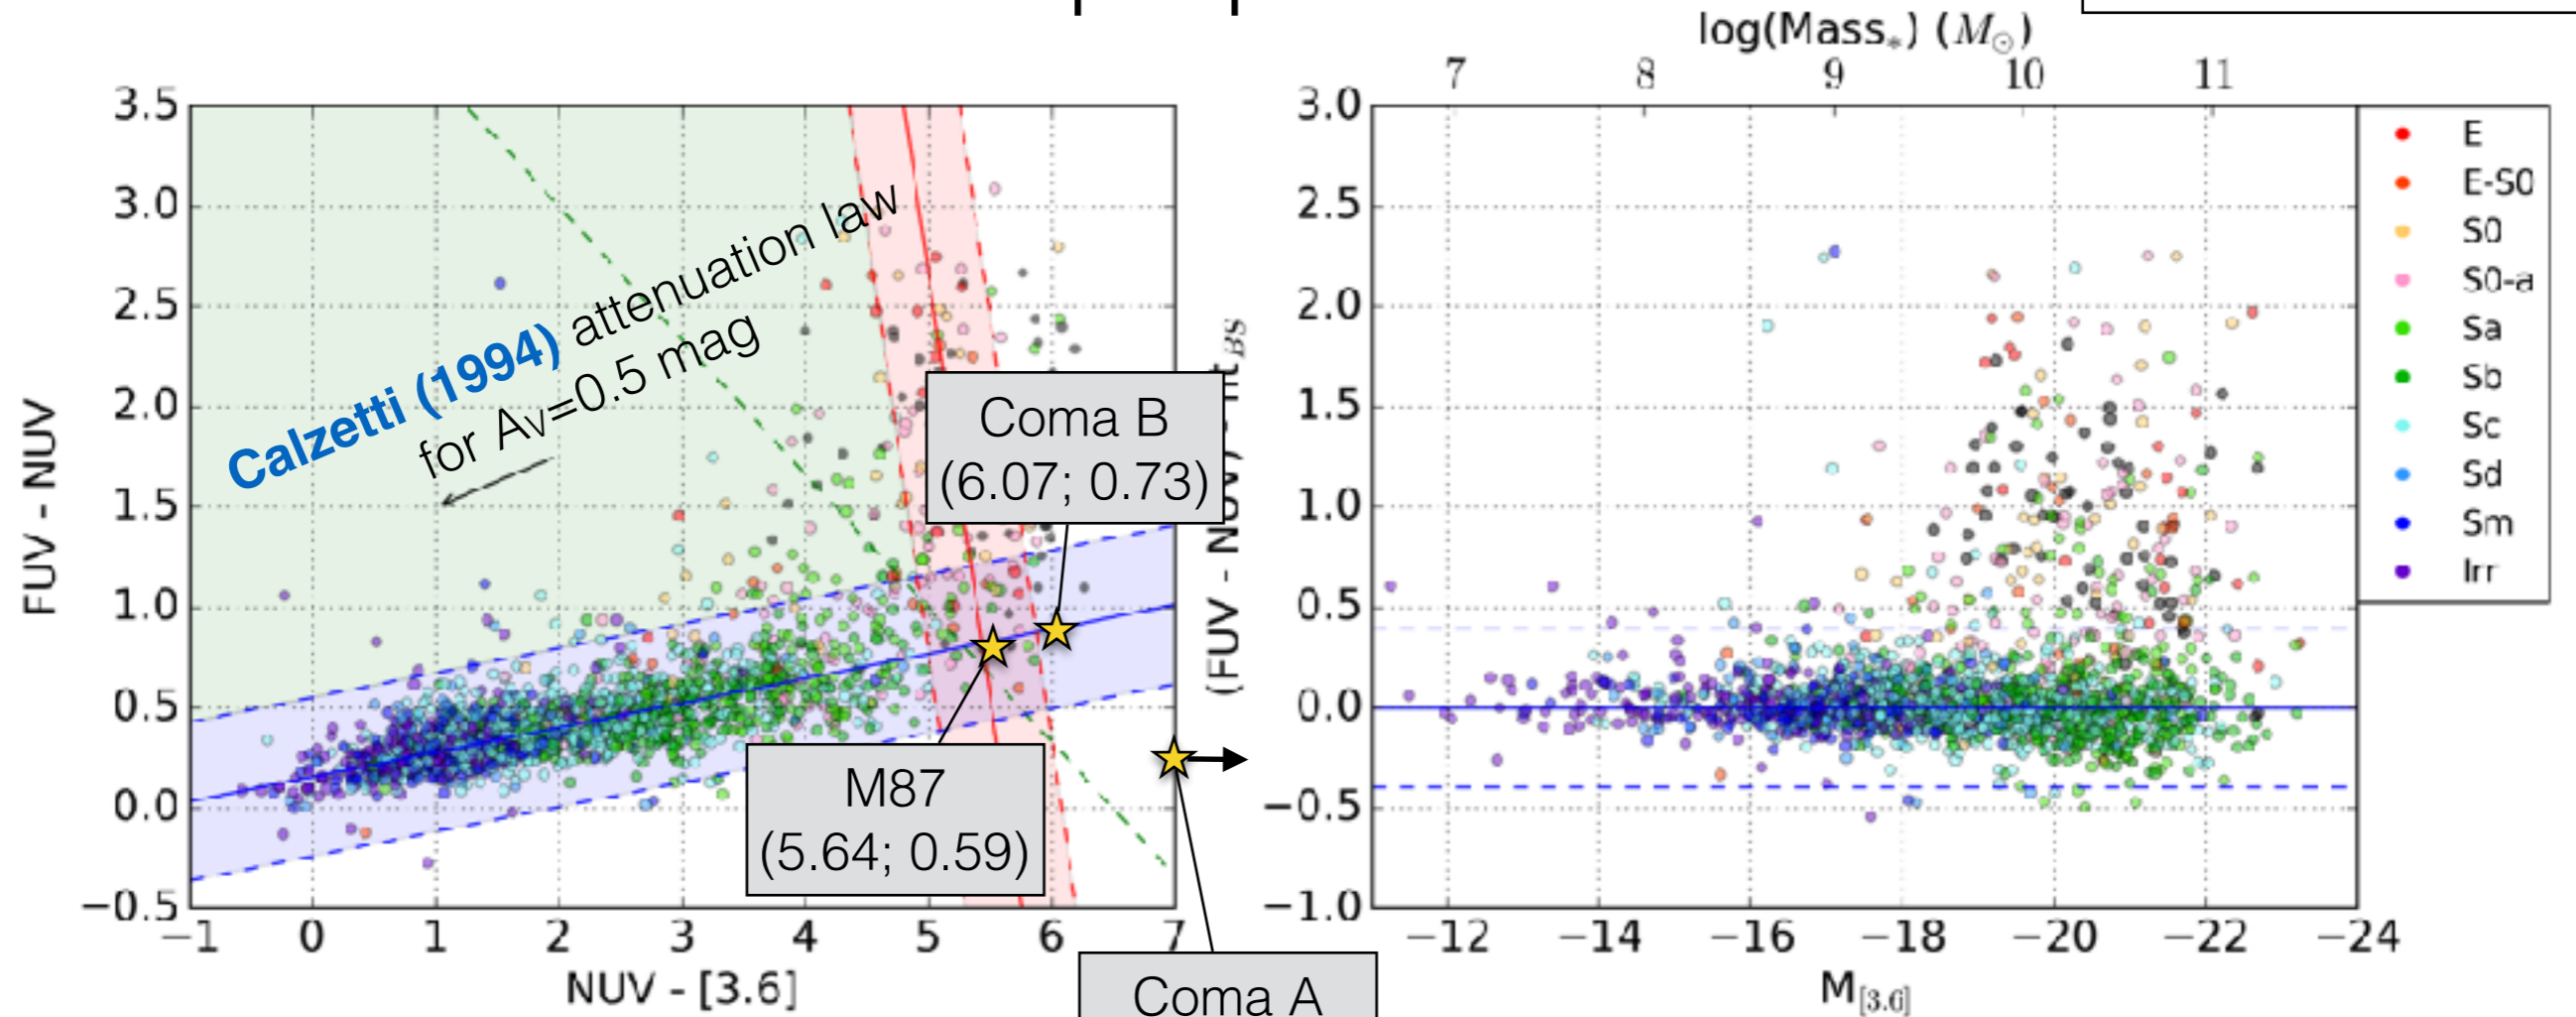 log(Mass*) (M⊙)
7 8 9 10 11
3.5
3.0
2.5
2.0
1.5
1.0
0.5
0.0
−0.5
FUV - NUV
−1 0 1 2 3 4 5 6 7
NUV - [3.6]
Calzetti (1994) attenuation law
for Av=0.5 mag
Coma B
(6.07; 0.73)
M87
(5.64; 0.59)
Coma A
3.0
2.5
2.0
1.5
1.0
0.5
0.0
−0.5
−1.0
(FUV - NUV) - BS
−12 −14 −16 −18 −20 −22 −24
M[3.6]
E
E-S0
S0
S0-a
Sa
Sb
Sc
Sd
Sm
Irr